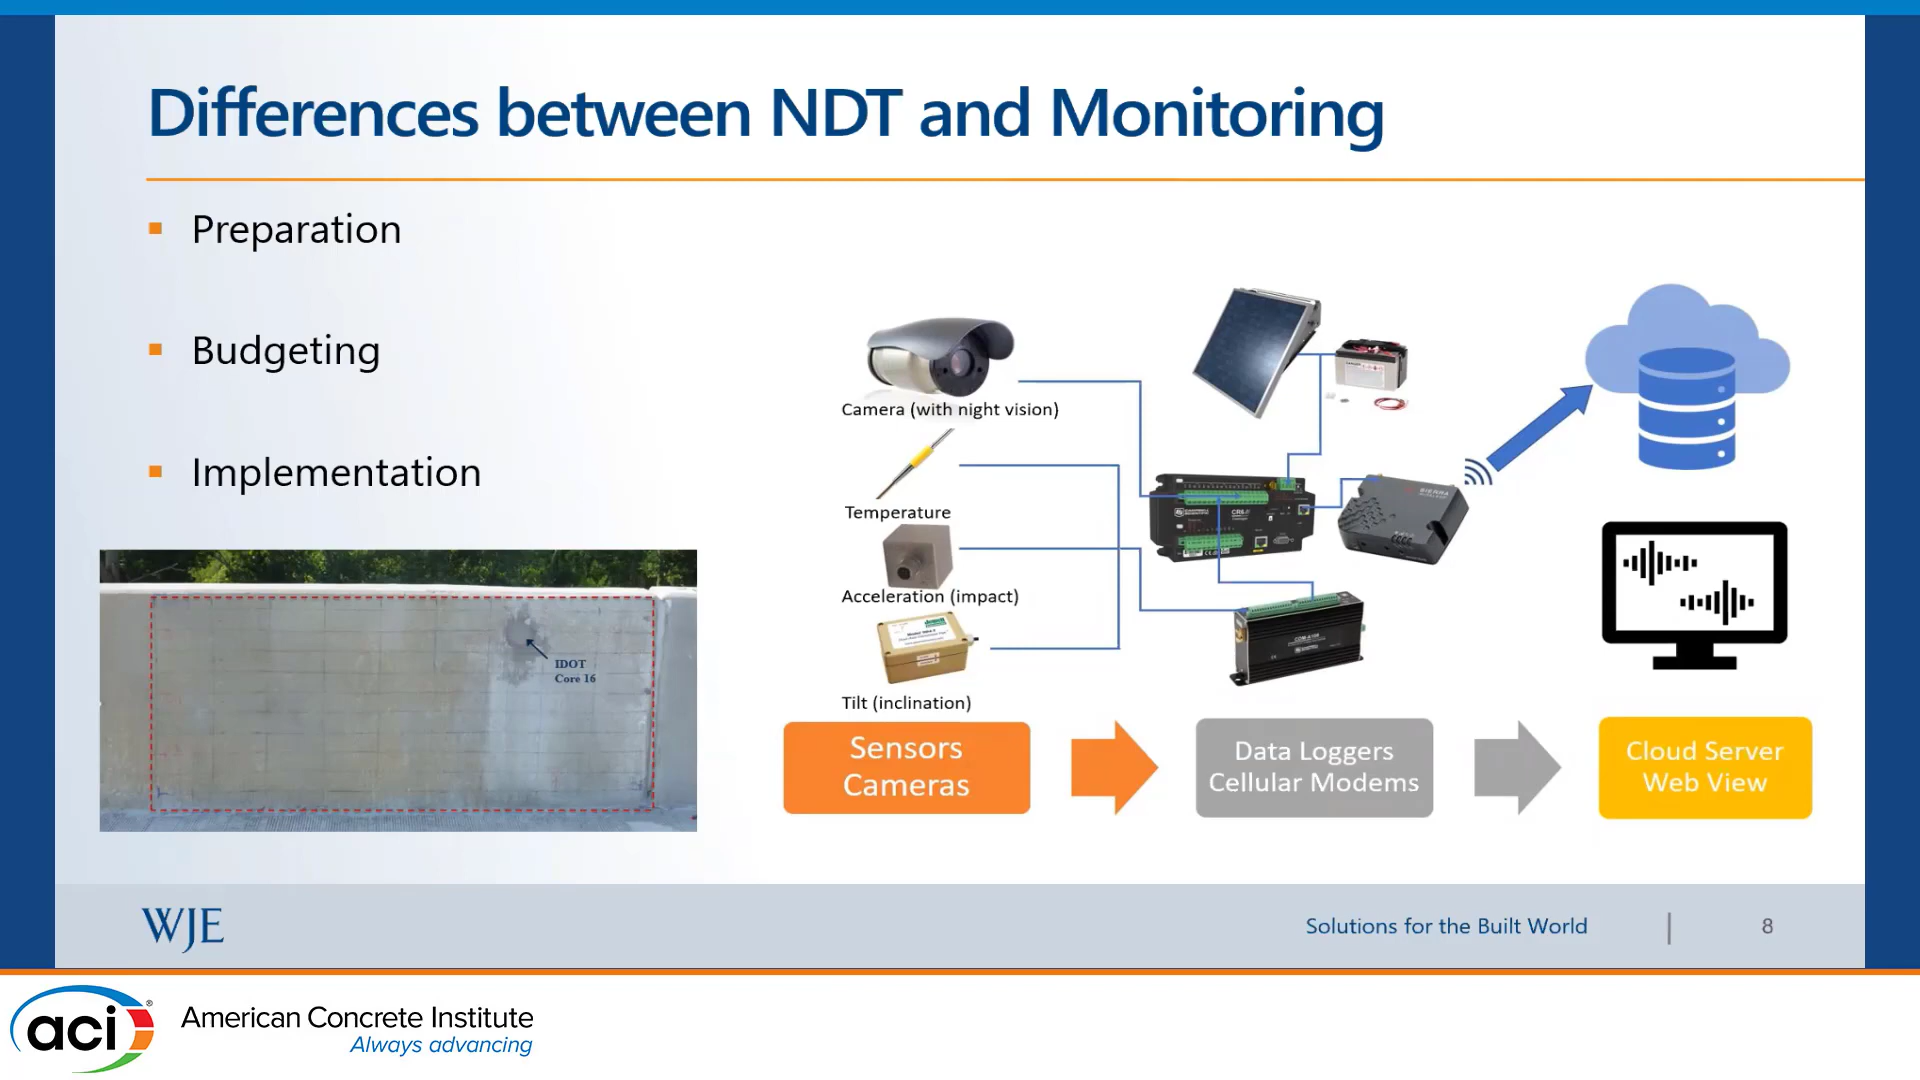 Differences between NDT and Monitoring
Preparation
Budgeting
Implementation
IDOT
Core 16
Camera (with night vision)
Temperature
Acceleration (impact)
Tilt (inclination)
Sensors
Cameras
Data Loggers
Cellular Modems
Cloud Server
Web View
WJE
Solutions for the Built World
8
aci
American Concrete Institute
Always advancing